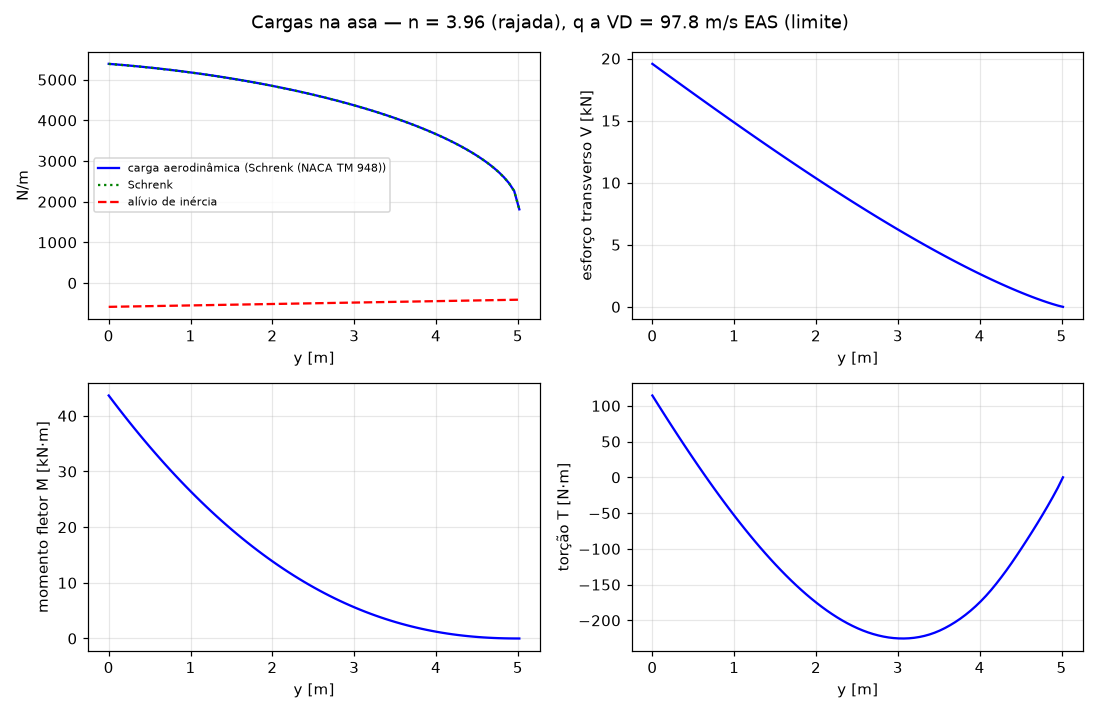 Cargas na asa — n = 3.96 (rajada), q a VD = 97.8 m/s EAS (limite)
5000
4000
3000
2000
1000
0
N/m
carga aerodinâmica (Schrenk (NACA TM 948))
Schrenk
alívio de inércia
0 1 2 3 4 5
y [m]
20
15
10
5
0
esforço transverso V [kN]
0 1 2 3 4 5
y [m]
40
30
20
10
0
momento fletor M [kN·m]
0 1 2 3 4 5
y [m]
100
50
0
−50
−100
−150
−200
torção T [N·m]
0 1 2 3 4 5
y [m]